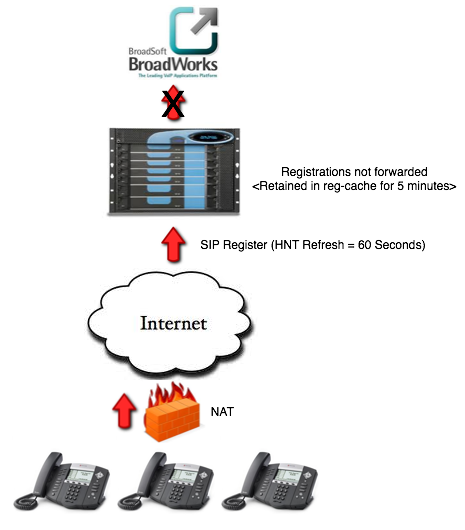 BroadSoft
BroadWorks
The Leading VoIP Applications Platform
X
Registrations not forwarded
<Retained in reg-cache for 5 minutes>
SIP Register (HNT Refresh = 60 Seconds)
Internet
NAT